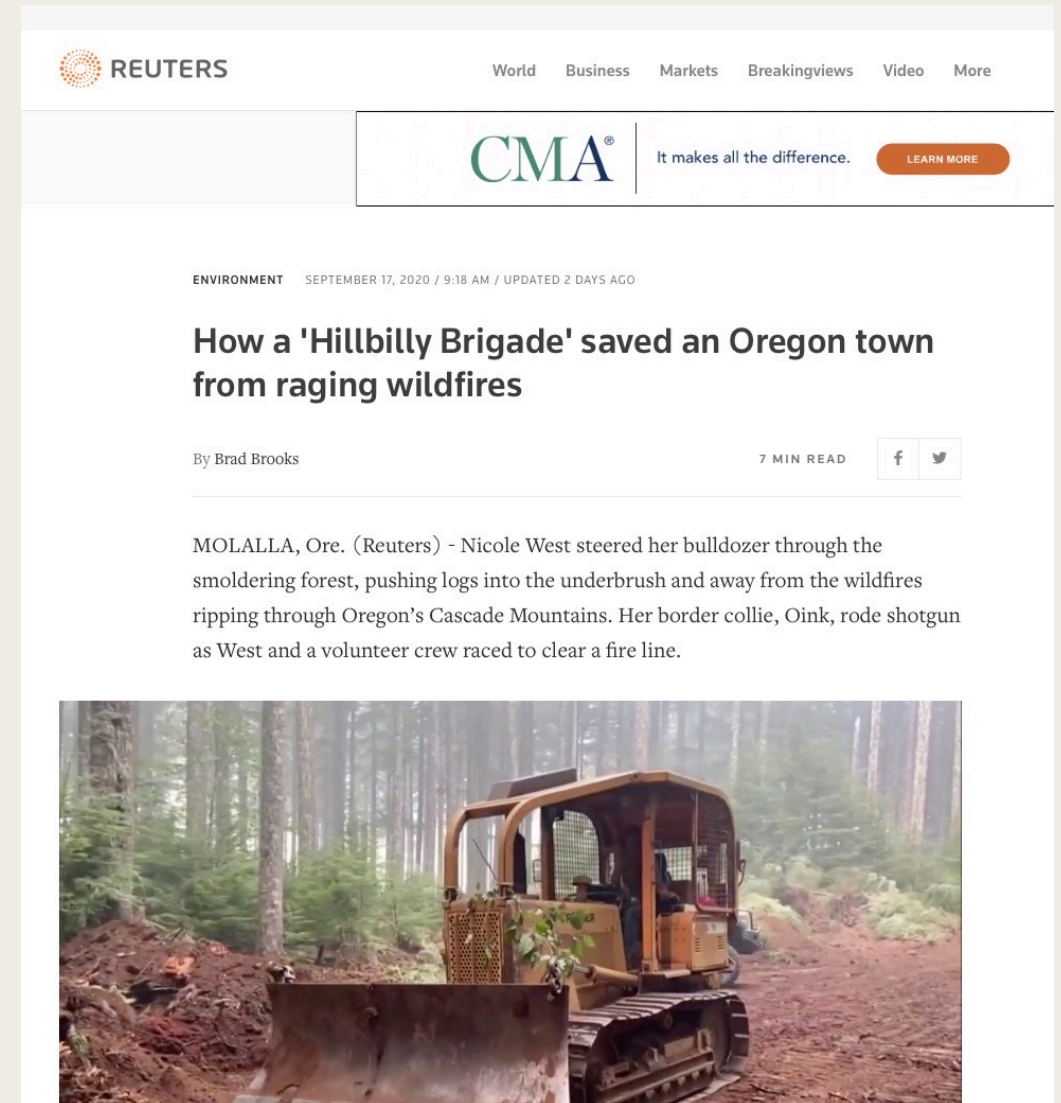 REUTERS
World Business Markets Breakingviews Video More
CMA® It makes all the difference. LEARN MORE
ENVIRONMENT SEPTEMBER 17, 2020 / 9:18 AM / UPDATED 2 DAYS AGO
How a 'Hillbilly Brigade' saved an Oregon town
from raging wildfires
By Brad Brooks
7 MIN READ
MOLALLA, Ore. (Reuters) - Nicole West steered her bulldozer through the
smoldering forest, pushing logs into the underbrush and away from the wildfires
ripping through Oregon’s Cascade Mountains. Her border collie, Oink, rode shotgun
as West and a volunteer crew raced to clear a fire line.